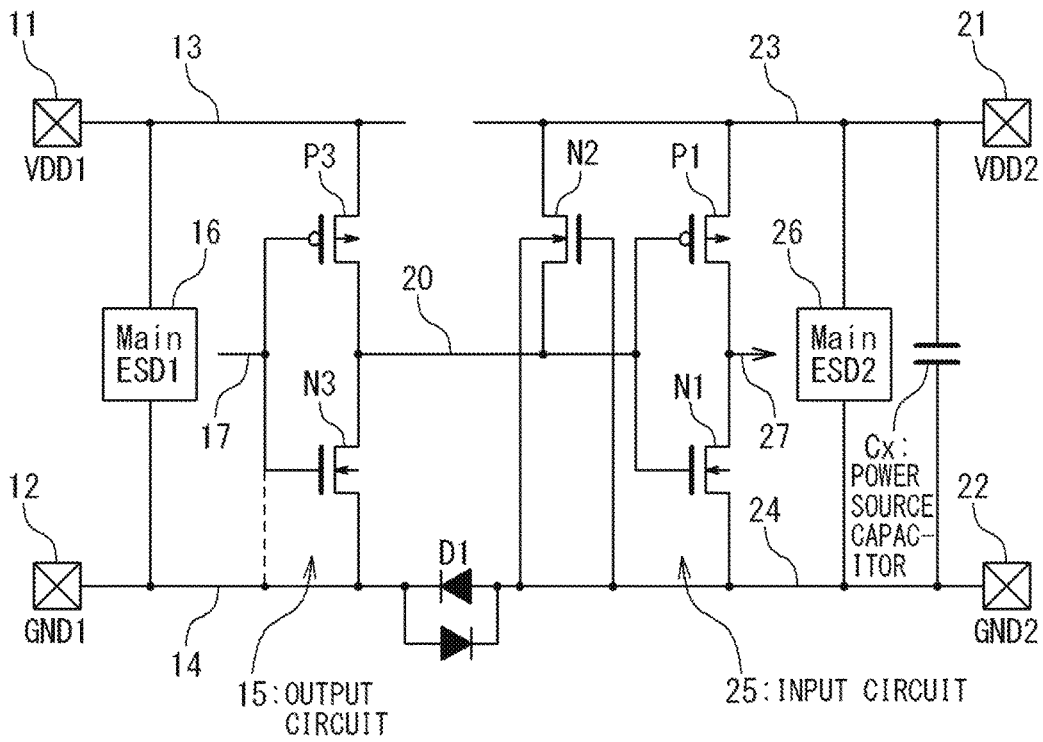 11
13
23
21
VDD1
P3
N2
P1
VDD2
16
20
26
Main
ESD1
Main
ESD2
17
N3
N1
27
Cx:
POWER
SOURCE
CAPAC-
ITOR
12
D1
24
22
GND1
14
GND2
15:OUTPUT
CIRCUIT
25:INPUT CIRCUIT